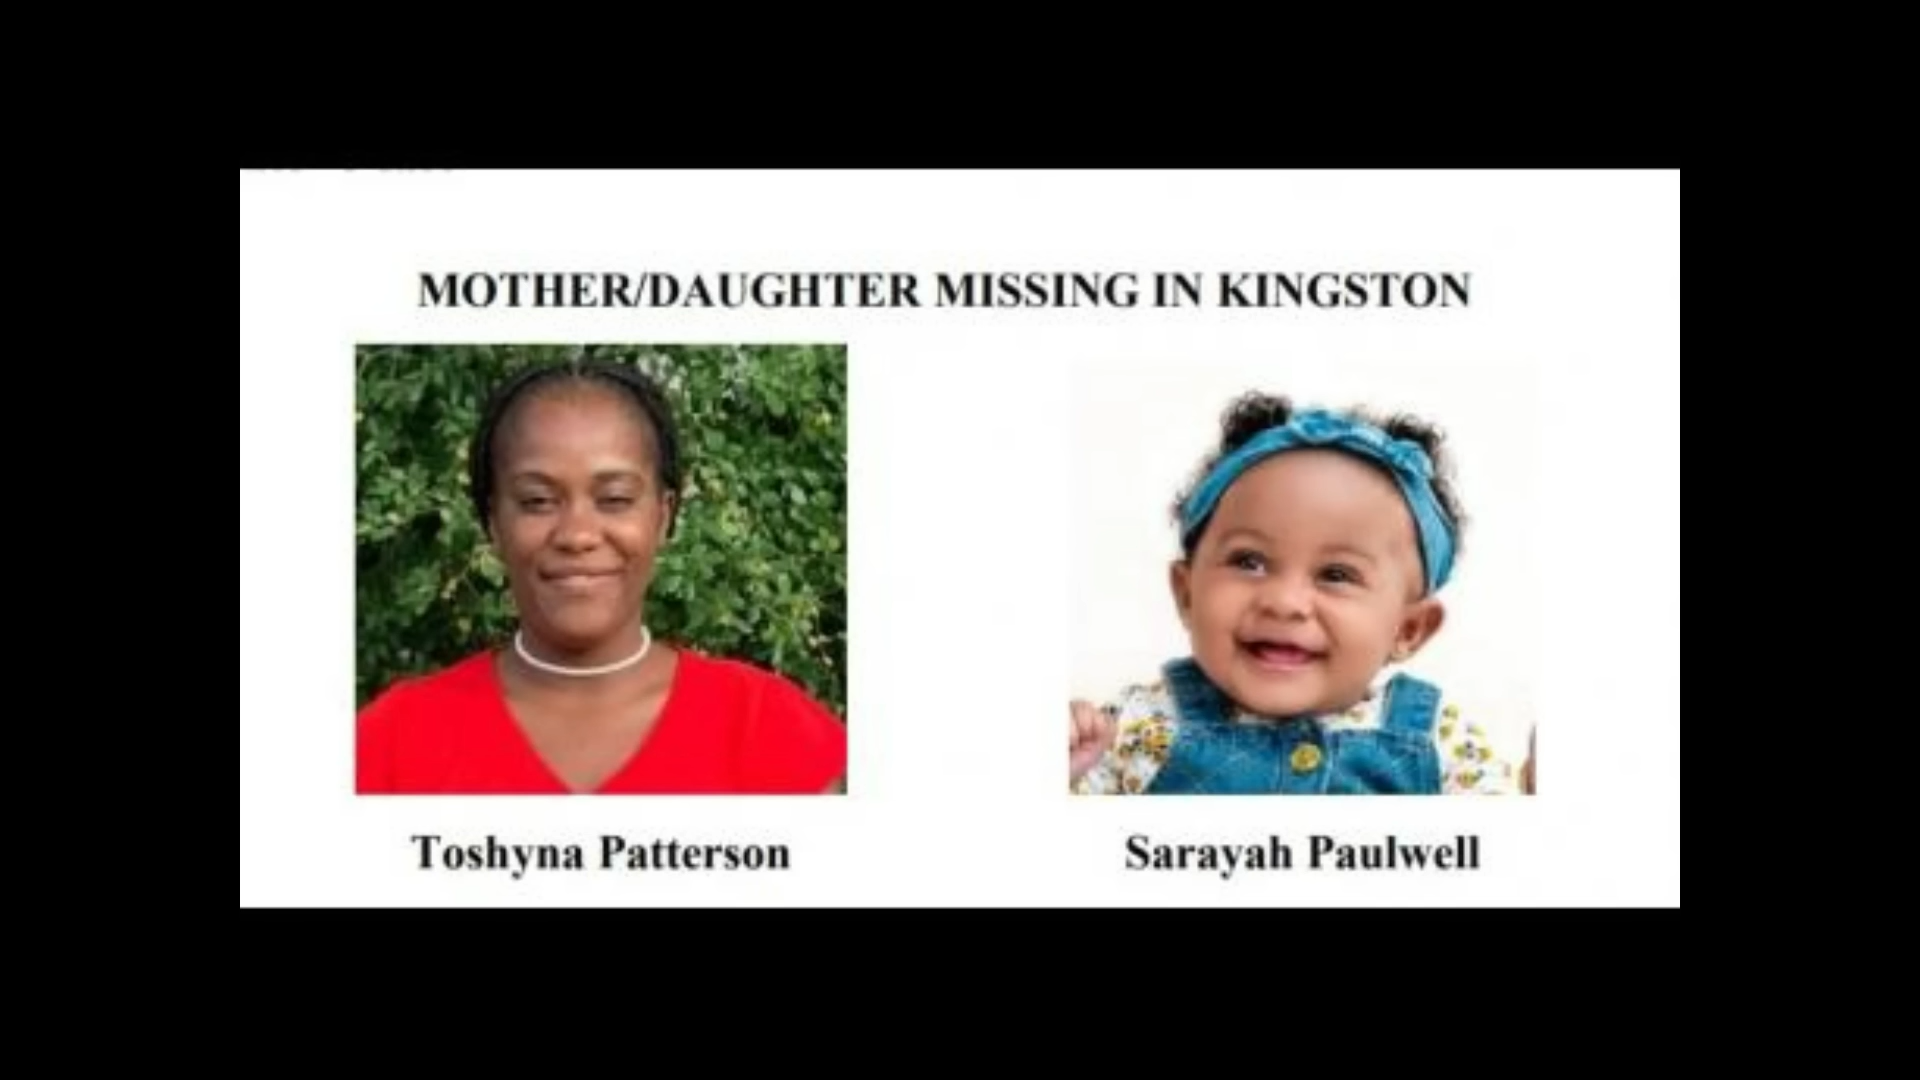 MOTHER/DAUGHTER MISSING IN KINGSTON
Toshyna Patterson
Sarayah Paulwell